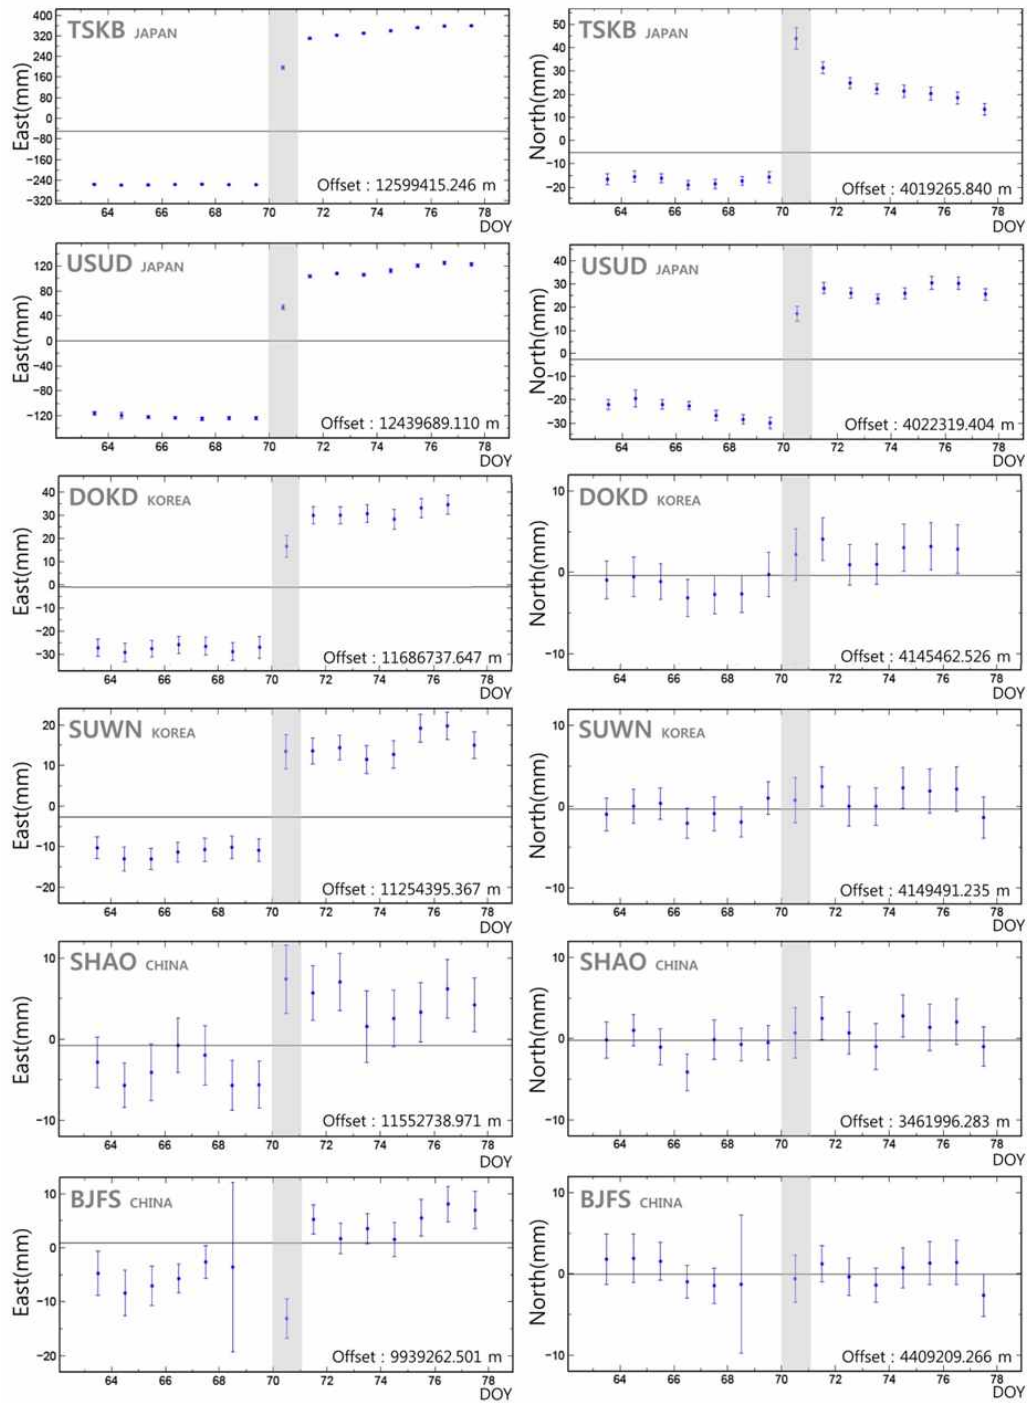 TSKB JAPAN
East(mm)
400
320
240
160
80
0
−80
−160
−240
−320
Offset : 12599415.246 m
64 66 68 70 72 74 76 78
DOY
TSKB JAPAN
North(mm)
50
40
30
20
10
0
−10
−20
Offset : 4019265.840 m
64 66 68 70 72 74 76 78
DOY
USUD JAPAN
East(mm)
120
80
40
0
−40
−80
−120
Offset : 12439689.110 m
64 66 68 70 72 74 76 78
DOY
USUD JAPAN
North(mm)
40
30
20
10
0
−10
−20
−30
Offset : 4022319.404 m
64 66 68 70 72 74 76 78
DOY
DOKD KOREA
East(mm)
40
30
20
10
0
−10
−20
−30
Offset : 11686737.647 m
64 66 68 70 72 74 76 78
DOY
DOKD KOREA
North(mm)
10
0
−10
Offset : 4145462.526 m
64 66 68 70 72 74 76 78
DOY
SUWN KOREA
East(mm)
20
10
0
−10
−20
Offset : 11254395.367 m
64 66 68 70 72 74 76 78
DOY
SUWN KOREA
North(mm)
10
0
−10
Offset : 4149491.235 m
64 66 68 70 72 74 76 78
DOY
SHAO CHINA
East(mm)
10
0
−10
Offset : 11552738.971 m
64 66 68 70 72 74 76 78
DOY
SHAO CHINA
North(mm)
10
0
−10
Offset : 3461996.283 m
64 66 68 70 72 74 76 78
DOY
BJFS CHINA
East(mm)
10
0
−10
−20
Offset : 9939262.501 m
64 66 68 70 72 74 76 78
DOY
BJFS CHINA
North(mm)
10
0
−10
Offset : 4409209.266 m
64 66 68 70 72 74 76 78
DOY